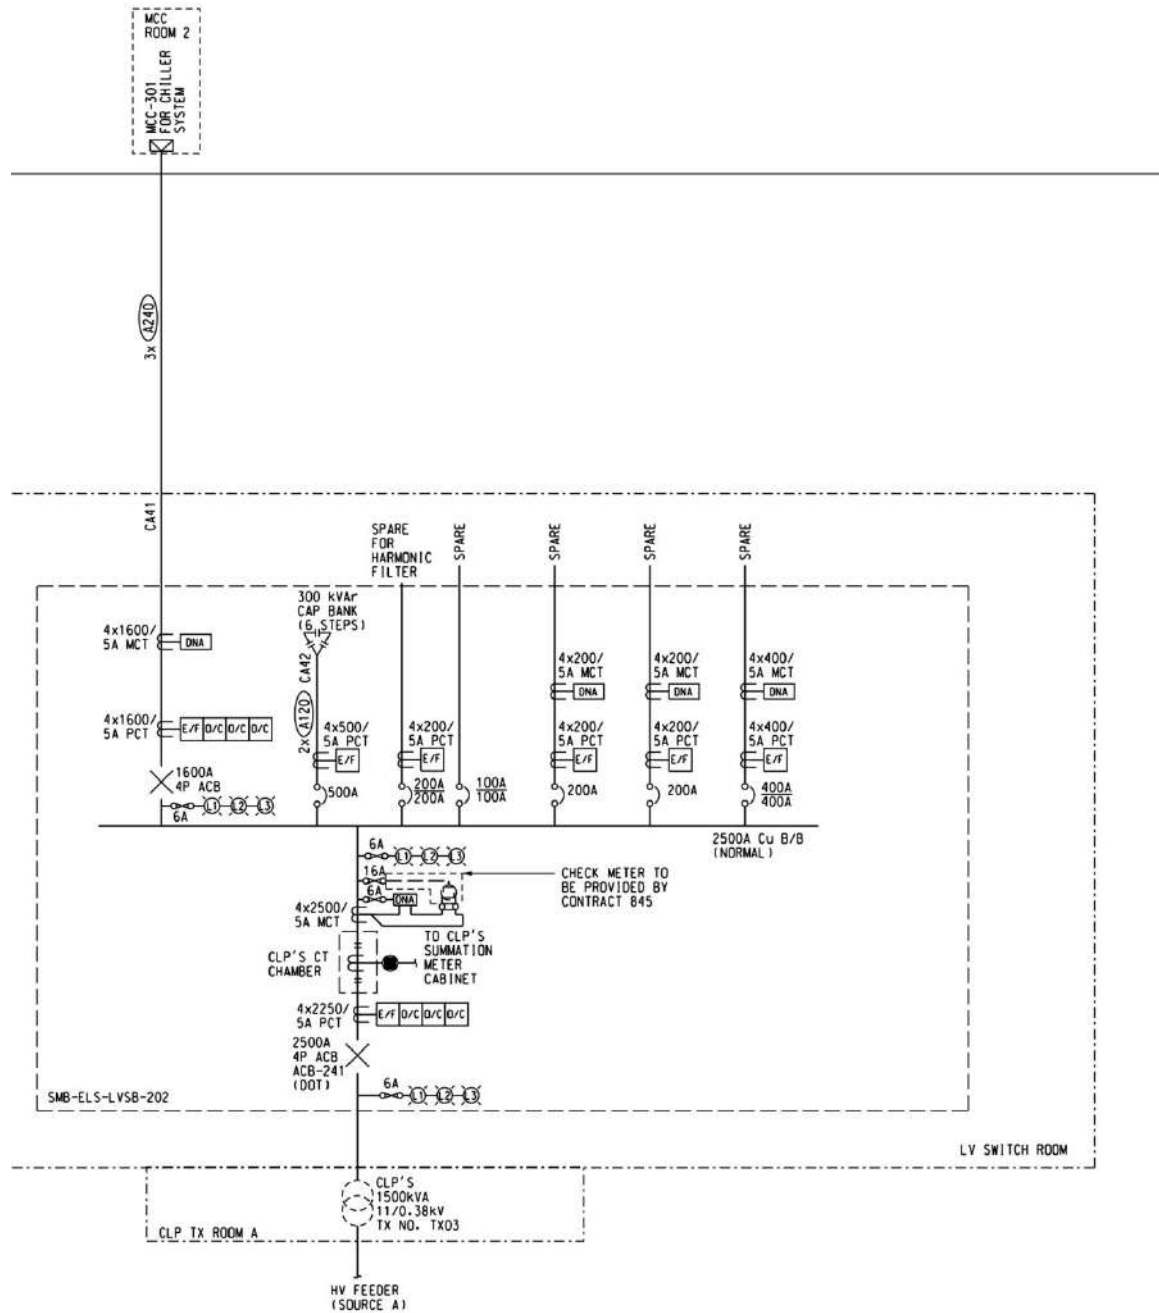 MCC
ROOM 2
MCC-301
FOR CHILLER
SYSTEM
3x A240
CA41
SPARE
FOR
HARMONIC
FILTER
SPARE
SPARE
SPARE
SPARE
300 kVAr
CAP BANK
(6 STEPS)
4x1600/
5A MCT
DNA
CA42
2x A120
4x200/
5A MCT
DNA
4x200/
5A MCT
DNA
4x400/
5A MCT
DNA
4x1600/
5A PCT
E/F O/C O/C O/C
4x500/
5A PCT
E/F
4x200/
5A PCT
E/F
4x200/
5A PCT
E/F
4x200/
5A PCT
E/F
4x400/
5A PCT
E/F
1600A
4P ACB
6A
L1 L2 L3
500A
200A
200A
100A
100A
200A
200A
400A
400A
2500A Cu B/B
(NORMAL)
6A
L1 L2 L3
16A
6A
DNA
CHECK METER TO
BE PROVIDED BY
CONTRACT 845
4x2500/
5A MCT
CLP'S CT
CHAMBER
TO CLP'S
SUMMATION
METER
CABINET
4x2250/
5A PCT
E/F O/C O/C O/C
2500A
4P ACB
ACB-241
(DOT)
6A
L1 L2 L3
SMB-ELS-LVSB-202
LV SWITCH ROOM
CLP'S
1500kVA
11/0.38kV
TX NO. TX03
CLP TX ROOM A
HV FEEDER
(SOURCE A)